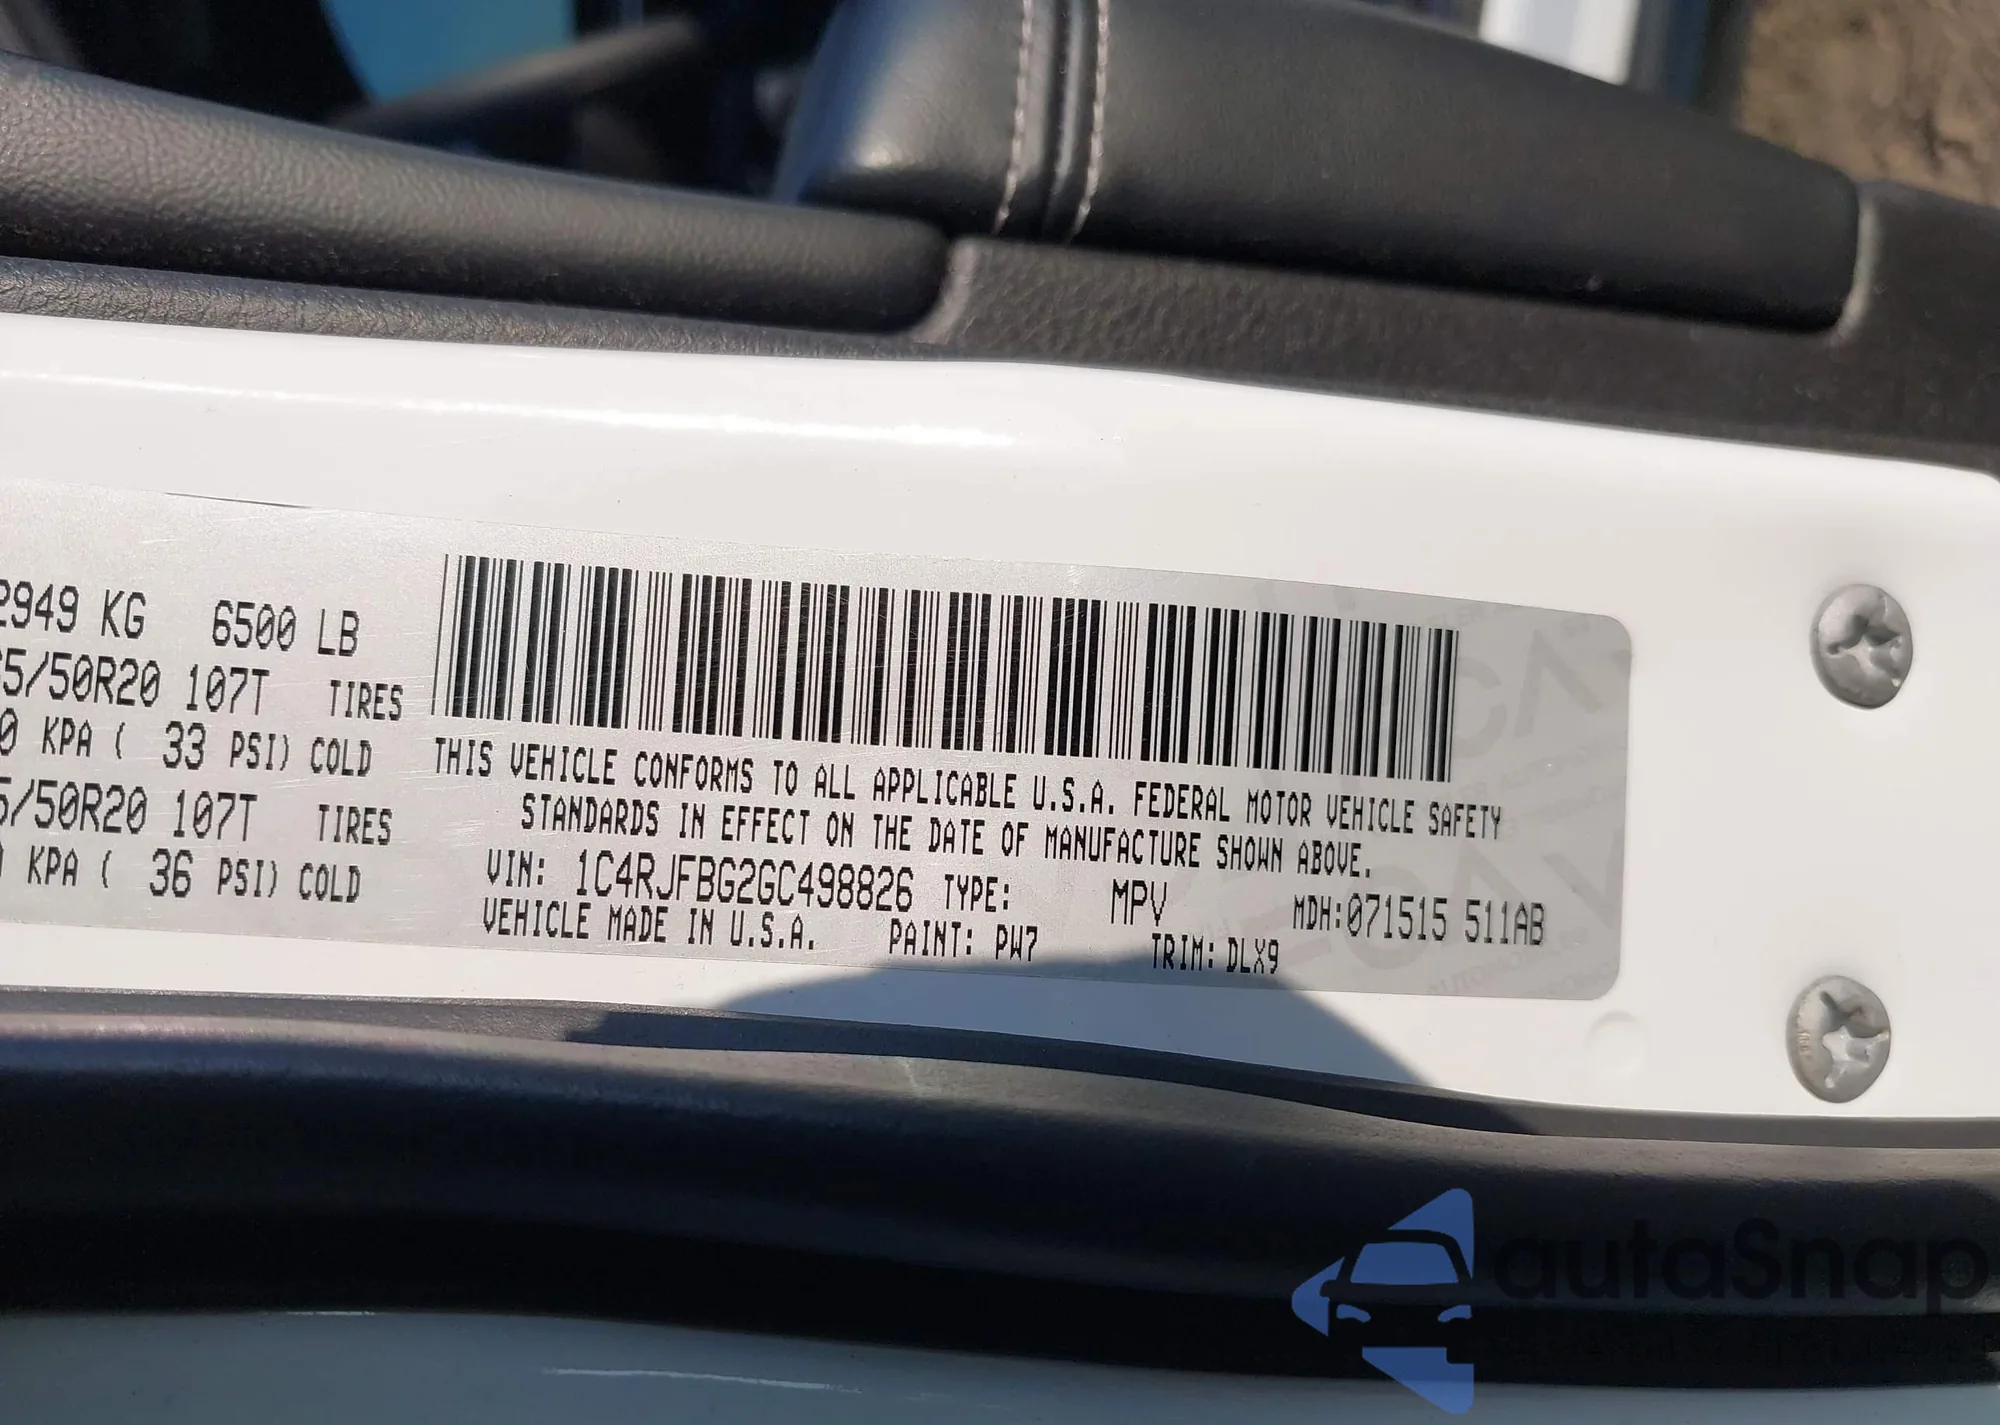 2949 KG 6500 LB
5/50R20 107T TIRES
0 KPA ( 33 PSI) COLD
5/50R20 107T TIRES
KPA ( 36 PSI) COLD
THIS VEHICLE CONFORMS TO ALL APPLICABLE U.S.A. FEDERAL MOTOR VEHICLE SAFETY
STANDARDS IN EFFECT ON THE DATE OF MANUFACTURE SHOWN ABOVE.
VIN: 1C4RJFBG2GC498826 TYPE: MPV MDH:071515 511AB
VEHICLE MADE IN U.S.A. PAINT: PW7 TRIM: DLX9
autaSnap